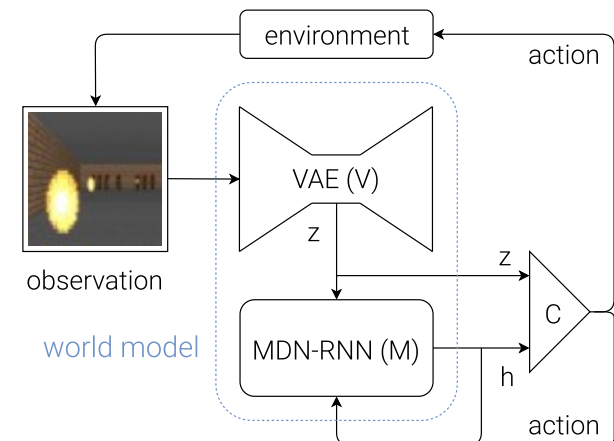 environment
action
VAE (V)
z
z
observation
C
world model
MDN-RNN (M)
h
action